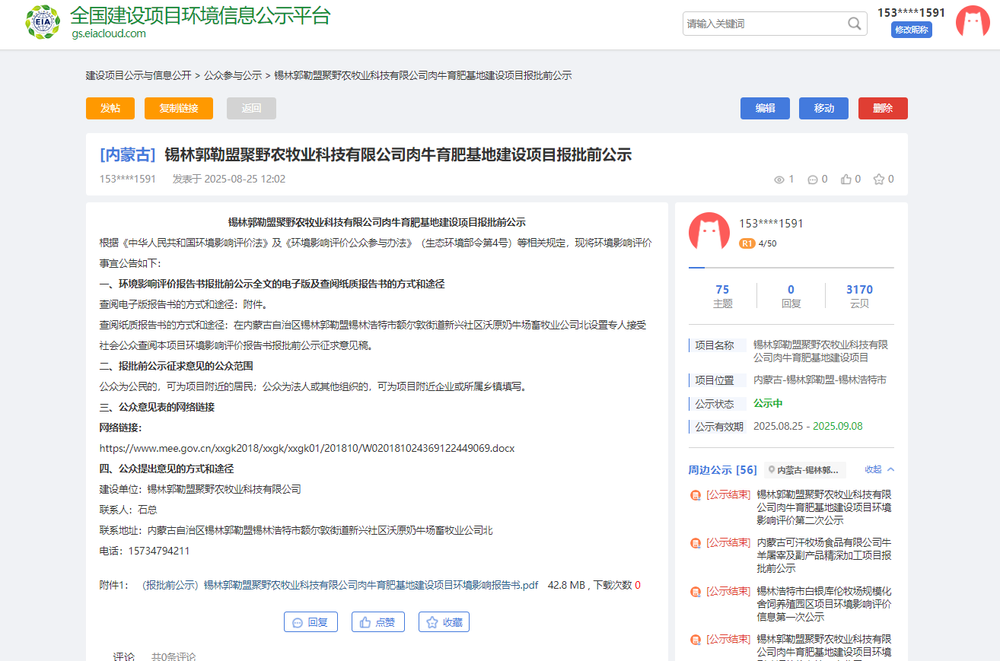 全国建设项目环境信息公示平台
gs.eiacloud.com
EIA
请输入关键词
153****1591
修改昵称
建设项目公示与信息公开 > 公众参与公示 > 锡林郭勒盟聚野农牧业科技有限公司肉牛育肥基地建设项目报批前公示
发帖 复制链接 返回 编辑 移动 删除
[内蒙古] 锡林郭勒盟聚野农牧业科技有限公司肉牛育肥基地建设项目报批前公示
153****1591 发表于 2025-08-25 12:02
1 0 0 0
锡林郭勒盟聚野农牧业科技有限公司肉牛育肥基地建设项目报批前公示
根据《中华人民共和国环境影响评价法》及《环境影响评价公众参与办法》（生态环境部令第4号）等相关规定，现将环境影响评价
事宜公告如下：
一、环境影响评价报告书报批前公示全文的电子版及查阅纸质报告书的方式和途径
查阅电子版报告书的方式和途径：附件。
查阅纸质报告书的方式和途径：在内蒙古自治区锡林郭勒盟锡林浩特市额尔敦街道新兴社区沃原奶牛场畜牧业公司北设置专人接受
社会公众查阅本项目环境影响评价报告书报批前公示征求意见稿。
二、报批前公示征求意见的公众范围
公众为公民的，可为项目附近的居民；公众为法人或其他组织的，可为项目附近企业或所属乡镇填写。
三、公众意见表的网络链接
网络链接：
https://www.mee.gov.cn/xxgk2018/xxgk/xxgk01/201810/W020181024369122449069.docx
四、公众提出意见的方式和途径
建设单位：锡林郭勒盟聚野农牧业科技有限公司
联系人：石总
联系地址：内蒙古自治区锡林郭勒盟锡林浩特市额尔敦街道新兴社区沃原奶牛场畜牧业公司北
电话：15734794211
附件1： （报批前公示）锡林郭勒盟聚野农牧业科技有限公司肉牛育肥基地建设项目环境影响报告书.pdf 42.8 MB , 下载次数 0
回复 点赞 收藏
评论 共0条评论
153****1591
R1 4/50
75 0 3170
主题 回复 云贝
项目名称 锡林郭勒盟聚野农牧业科技有限
公司肉牛育肥基地建设项目
项目位置 内蒙古-锡林郭勒盟-锡林浩特市
公示状态 公示中
公示有效期 2025.08.25 - 2025.09.08
周边公示 [56] 内蒙古-锡林郭... 收起
[公示结束] 锡林郭勒盟聚野农牧业科技有限
公司肉牛育肥基地建设项目环境
影响评价第二次公示
[公示结束] 内蒙古可汗牧场食品有限公司牛
羊屠宰及副产品精深加工项目报
批前公示
[公示结束] 锡林浩特市白银库伦牧场规模化
舍饲养殖园区项目环境影响评价
信息第一次公示
[公示结束] 锡林郭勒盟聚野农牧业科技有限
公司肉牛育肥基地建设项目环境